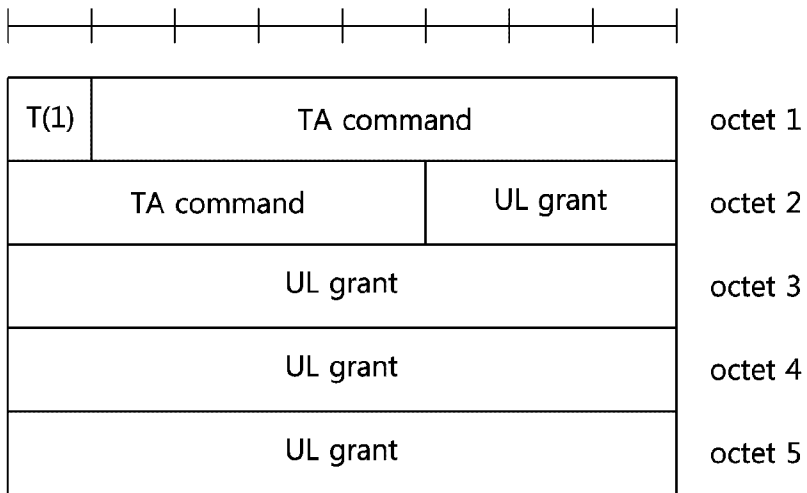 T(1) TA command octet 1
TA command UL grant octet 2
UL grant octet 3
UL grant octet 4
UL grant octet 5